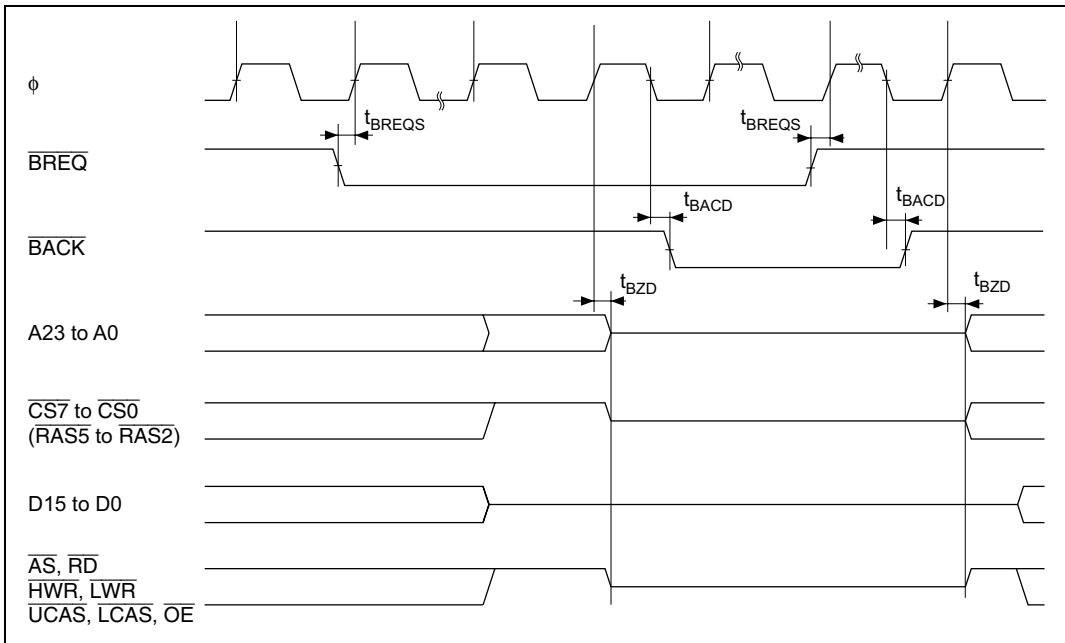 ϕ
tBREQS
tBREQS
BREQ
tBACD
tBACD
BACK
tBZD
tBZD
A23 to A0
CS7 to CS0
(RAS5 to RAS2)
D15 to D0
AS, RD
HWR, LWR
UCAS, LCAS, OE